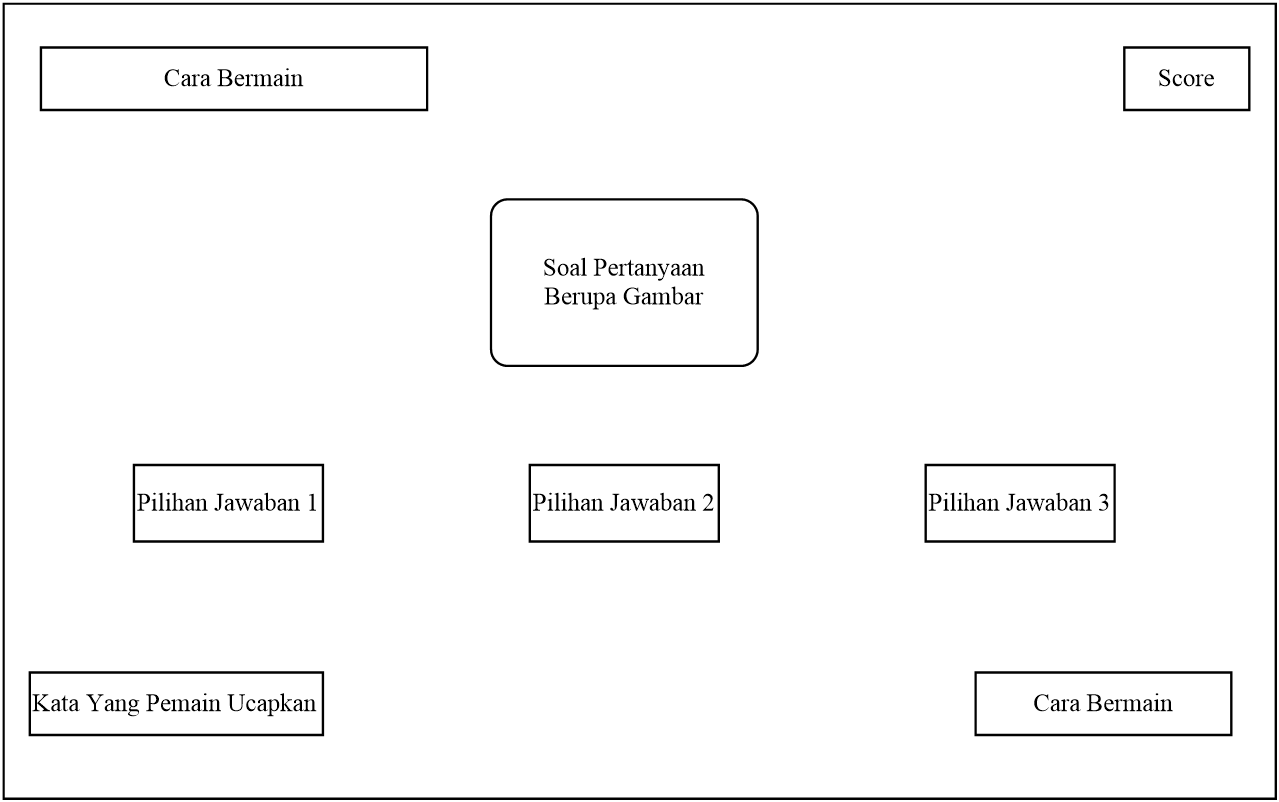 Cara Bermain
Score
Soal Pertanyaan
Berupa Gambar
Pilihan Jawaban 1
Pilihan Jawaban 2
Pilihan Jawaban 3
Kata Yang Pemain Ucapkan
Cara Bermain